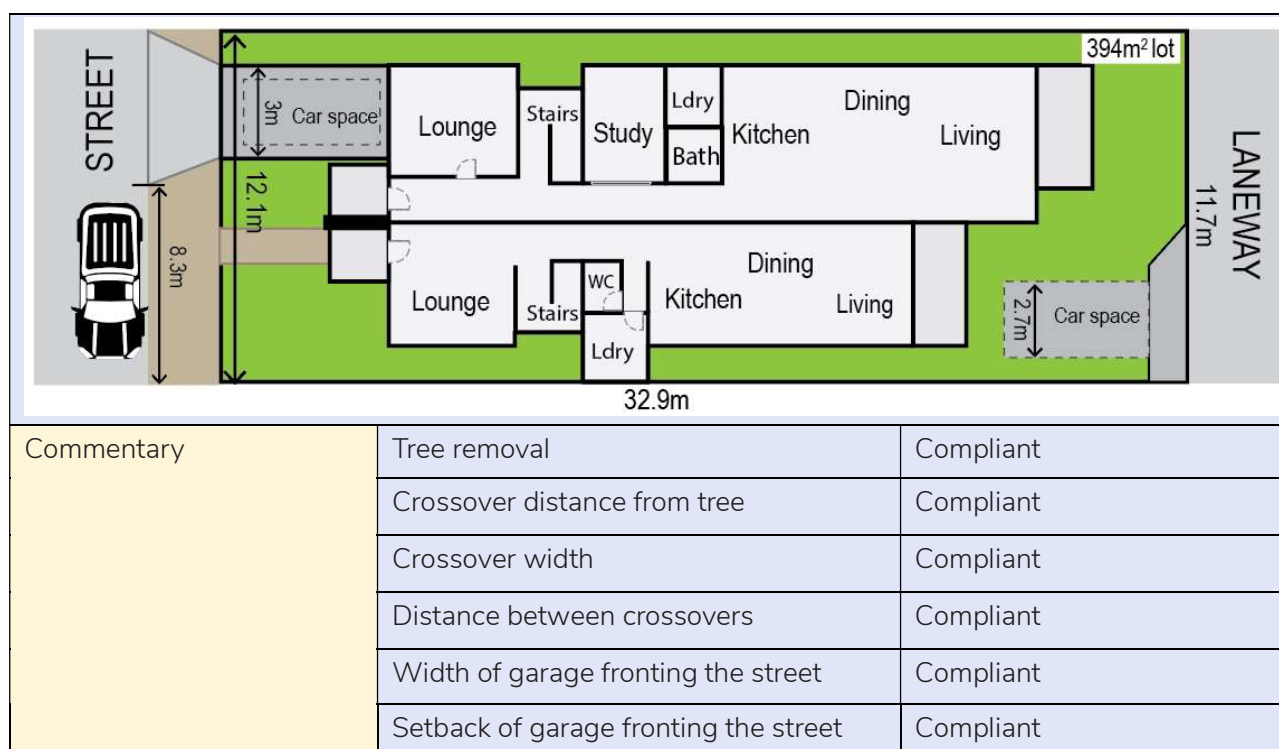 394m² lot
STREET
3m
Car space
Lounge
Stairs
Study
Ldry
Bath
Kitchen
Dining
Living
LANEWAY
12.1m
11.7m
8.3m
Lounge
Stairs
WC
Ldry
Kitchen
Dining
Living
2.7m
Car space
32.9m
Commentary
Tree removal
Compliant
Crossover distance from tree
Compliant
Crossover width
Compliant
Distance between crossovers
Compliant
Width of garage fronting the street
Compliant
Setback of garage fronting the street
Compliant